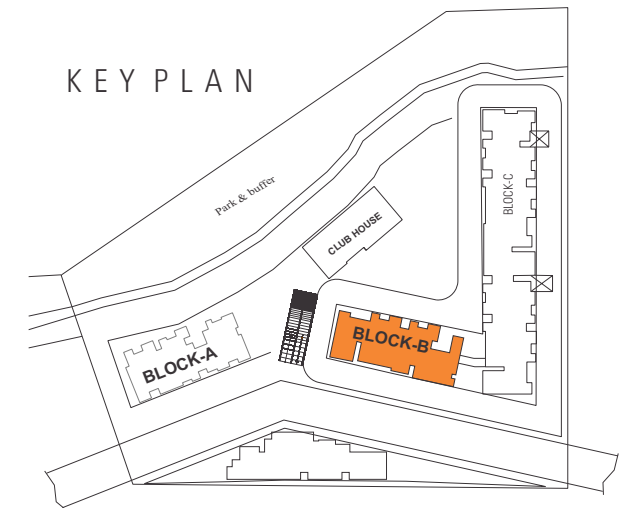 KEY PLAN
Park & buffer
CLUB HOUSE
BLOCK-C
BLOCK-B
BLOCK-A